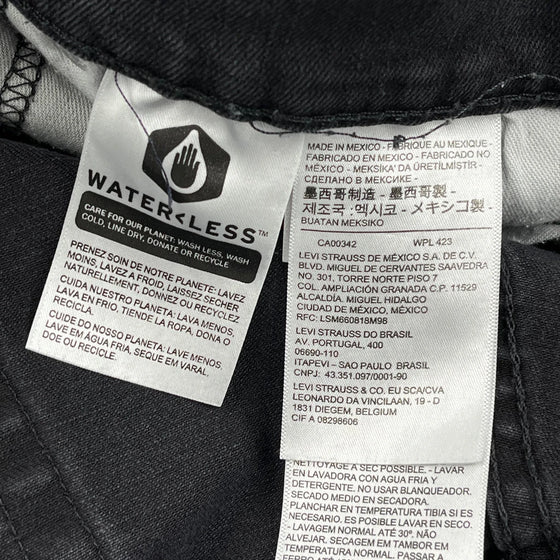 WATER<LESS™
CARE FOR OUR PLANET: WASH LESS, WASH
COLD, LINE DRY, DONATE OR RECYCLE
PRENEZ SOIN DE NOTRE PLANETE: LAVEZ
MOINS, LAVEZ A FROID, LAISSEZ SECHER
NATURELLEMENT, DONNEZ OU RECYCLEZ
CUIDA NUESTRO PLANETA: LAVA MENOS,
LAVA EN FRIO, TIENDE LA ROPA, DONA O
RECICLA.
CUIDE DO NOSSO PLANETA: LAVE MENOS,
LAVE EM ÁGUA FRIA, SEQUE EM VARAL,
DOE OU RECICLE.
MADE IN MEXICO - FABRIQUE AU MEXIQUE-
FABRICADO EN MEXICO - FABRICADO NO
MÉXICO - MEKSİKA' DA ÜRETİLMİSTİR-
СДЕЛАНО В МЕКСИКЕ -
墨西哥制造 - 墨西哥製 -
제조국 :멕시코 - メキシコ製 -
BUATAN MEKSIKO
CA00342 WPL 423
LEVI STRAUSS DE MÉXICO S.A. DE C.V.
BLVD. MIGUEL DE CERVANTES SAAVEDRA
NO. 301, TORRE NORTE PISO 7
COL. AMPLIACIÓN GRANADA C.P. 11529
ALCALDÍA. MIGUEL HIDALGO
CIUDAD DE MÉXICO, MÉXICO
RFC: LSM660818M98
LEVI STRAUSS DO BRASIL
AV. PORTUGAL, 400
06690-110
ITAPEVI – SAO PAULO BRASIL
CNPJ: 43.351.097/0001-90
LEVI STRAUSS & CO. EU SCA/CVA
LEONARDO DA VINCILAAN, 19 - D
1831 DIEGEM, BELGIUM
CIF A 08298606
NETTOYAGE A SEC POSSIBLE. - LAVAR
EN LAVADORA CON AGUA FRIA Y
DETERGENTE. NO USAR BLANQUEADOR.
SECADO MEDIO EN SECADORA.
PLANCHAR EN TEMPERATURA TIBIA SI ES
NECESARIO. ES POSIBLE LAVAR EN SECO.
- LAVAGEM NORMAL ATÉ 30º. NÃO
ALVEJAR. SECAGEM EM TAMBOR EM
TEMPERATURA NORMAL. PASSAR A